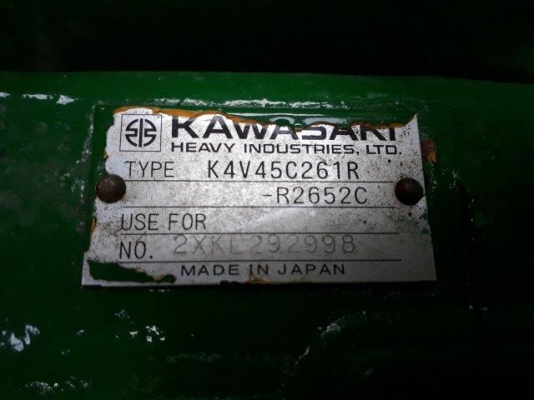 KAWASAKI
HEAVY INDUSTRIES, LTD.
TYPE K4V45C261R
-R2652C
USE FOR
NO. 2XKL292998
MADE IN JAPAN